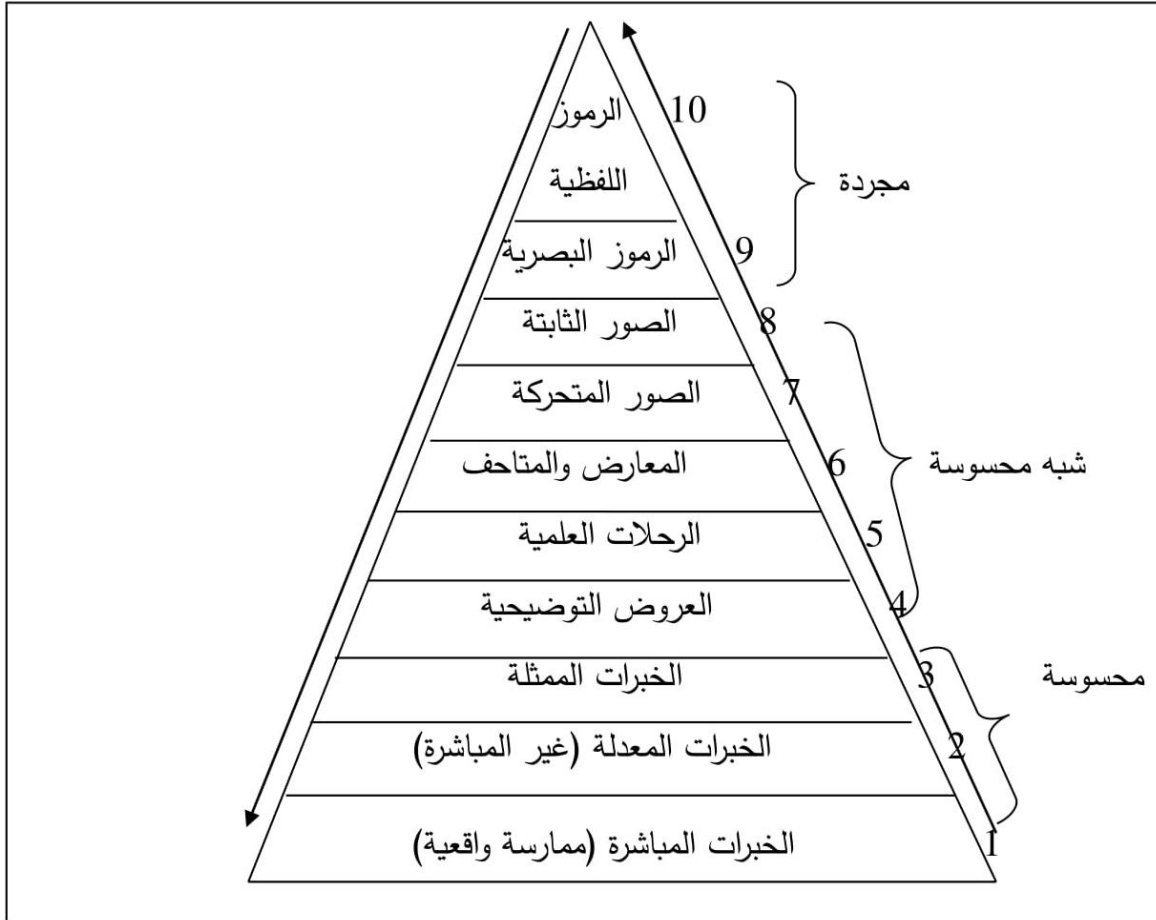 الرموز 10
اللفظية
مجردة
الرموز البصرية 9
الصور الثابتة 8
الصور المتحركة 7
المعارض والمتاحف 6
شبه محسوسة
الرحلات العلمية 5
العروض التوضيحية 4
الخبرات الممثلة 3
محسوسة
الخبرات المعدلة (غير المباشرة) 2
الخبرات المباشرة (ممارسة واقعية) 1